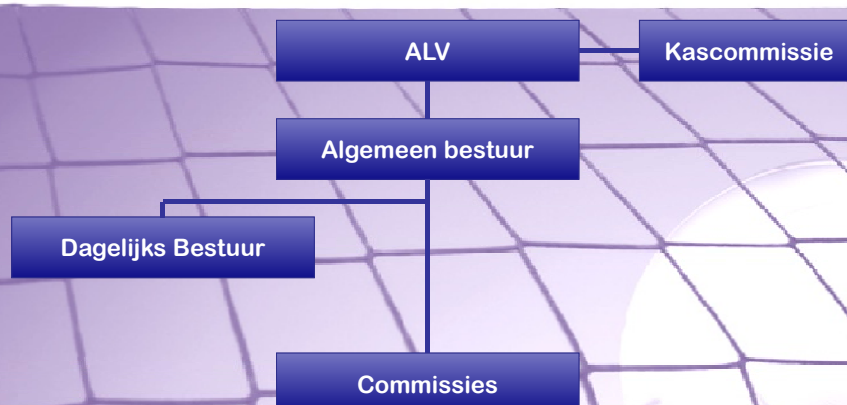 ALV
Kascommissie
Algemeen bestuur
Dagelijks Bestuur
Commissies